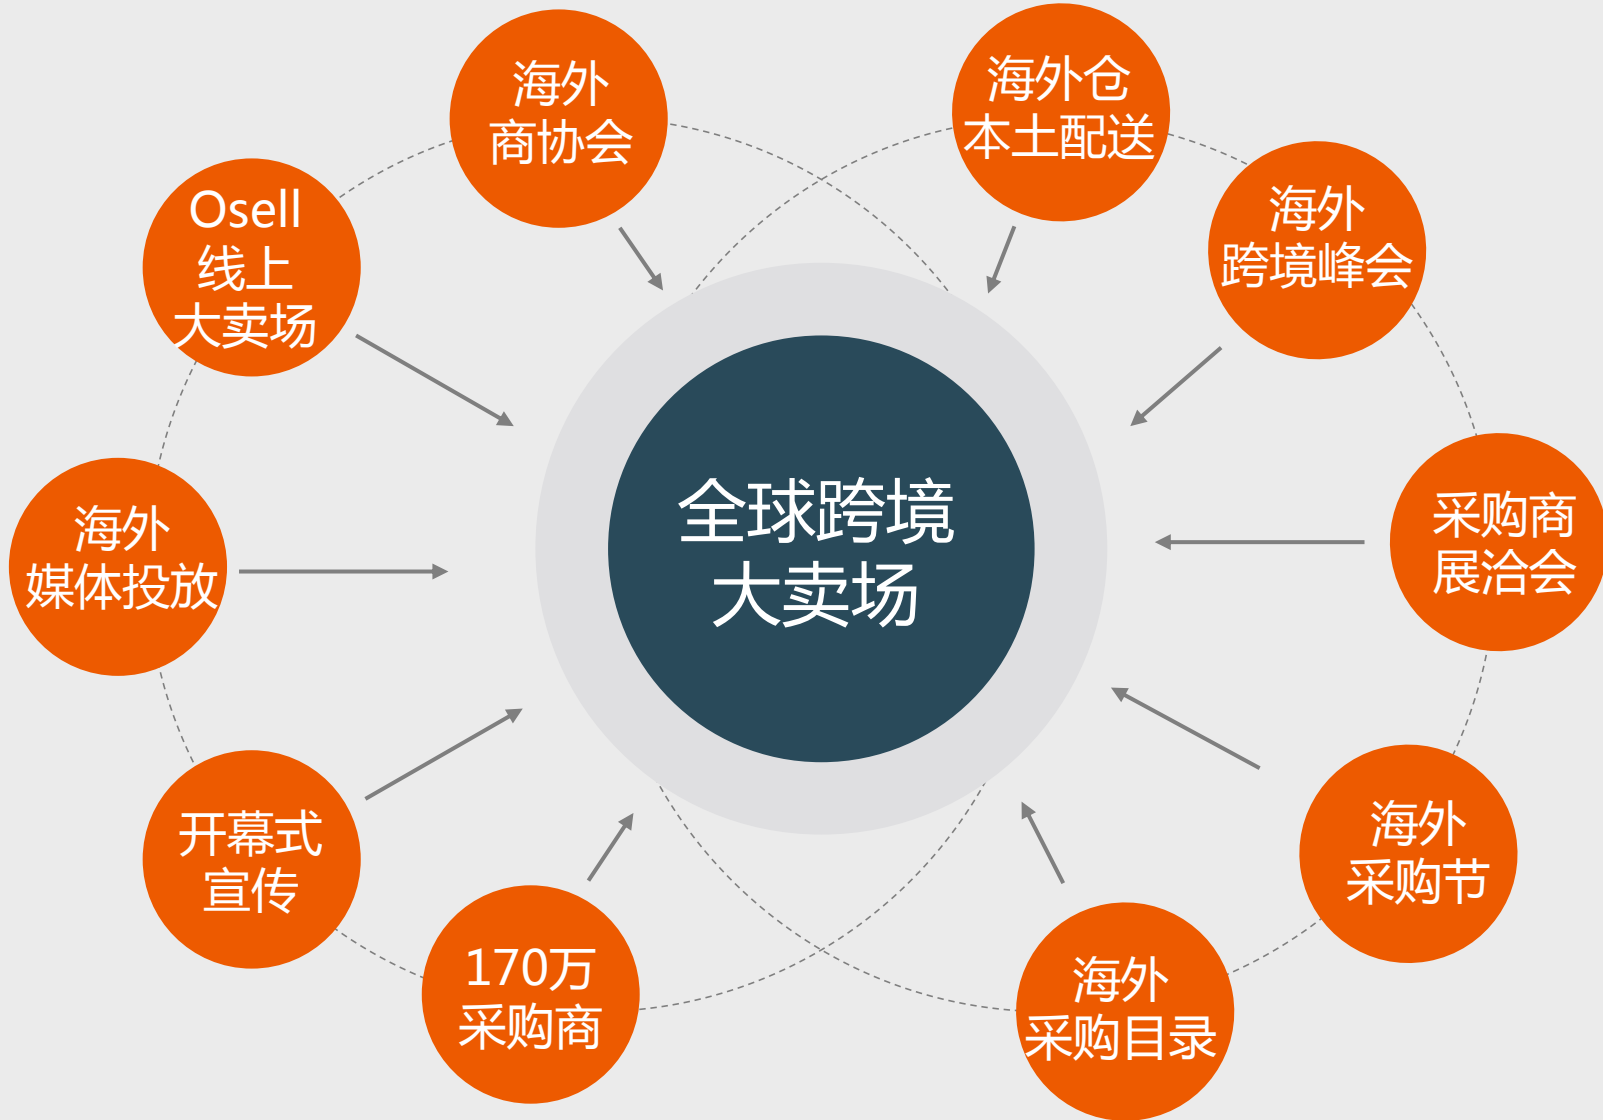 海外
商协会
海外仓
本土配送
Osell
线上
大卖场
海外
跨境峰会
海外
媒体投放
全球跨境
大卖场
采购商
展洽会
开幕式
宣传
海外
采购节
170万
采购商
海外
采购目录